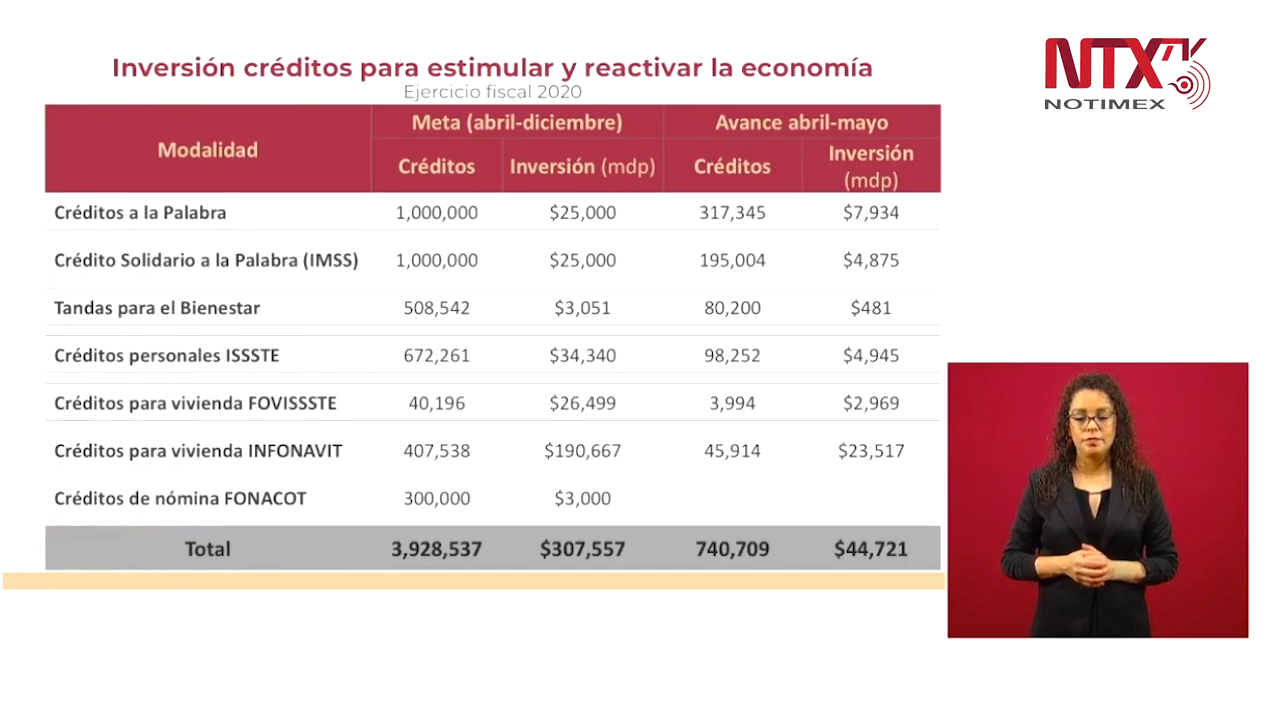 Inversión créditos para estimular y reactivar la economía
Ejercicio fiscal 2020
NTX TV
NOTIMEX
Modalidad
Meta (abril-diciembre)
Avance abril-mayo
Créditos
Inversión (mdp)
Créditos
Inversión
(mdp)
Créditos a la Palabra 1,000,000 $25,000 317,345 $7,934
Crédito Solidario a la Palabra (IMSS) 1,000,000 $25,000 195,004 $4,875
Tandas para el Bienestar 508,542 $3,051 80,200 $481
Créditos personales ISSSTE 672,261 $34,340 98,252 $4,945
Créditos para vivienda FOVISSSTE 40,196 $26,499 3,994 $2,969
Créditos para vivienda INFONAVIT 407,538 $190,667 45,914 $23,517
Créditos de nómina FONACOT 300,000 $3,000
Total 3,928,537 $307,557 740,709 $44,721